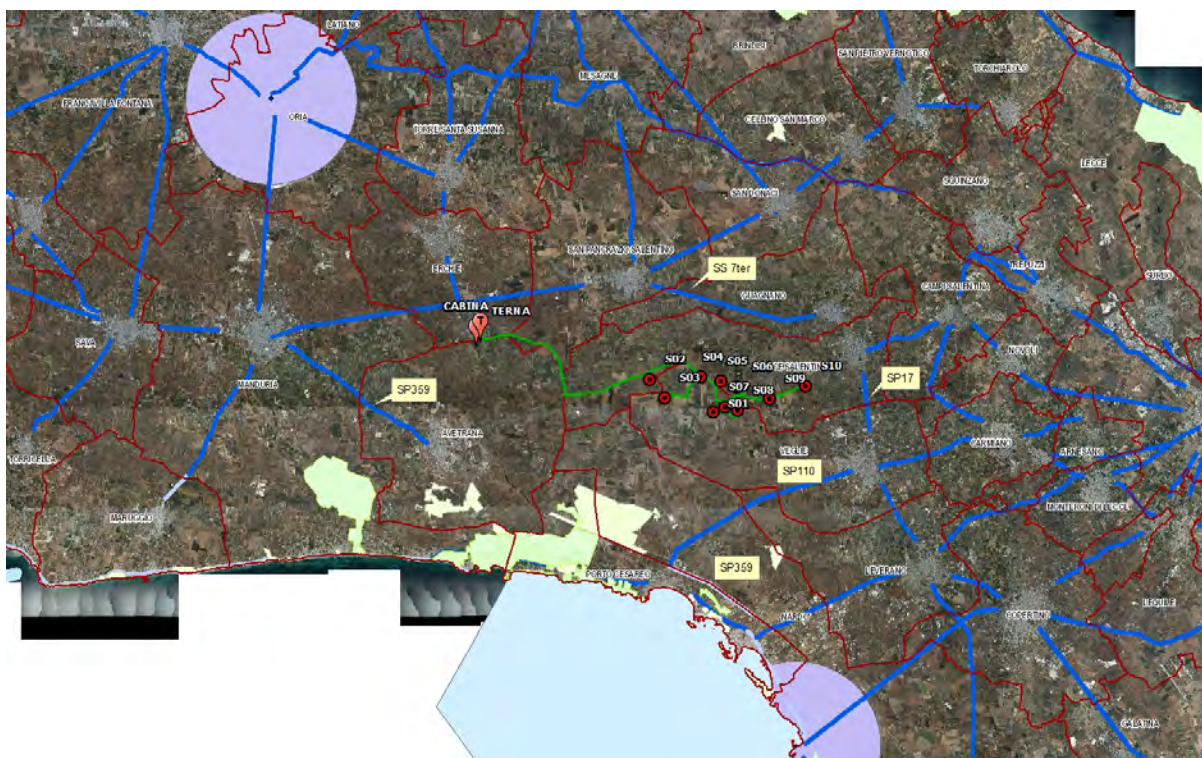 LATIANO
BRINDISI
SAN PIETRO VERNOTICO
MESAGNE
TORCHIAROLO
FRANCAVILLA FONTANA
ORIA
CELLINO SAN MARCO
TORRE SANTA SUSANNA
LECCE
SQUINZANO
SAN DONACI
SAN PANCRAZIO SALENTINO
ERCHIE
SS 7ter
TREPUZZI
SURBO
CAMPI SALENTINA
GUAGNANO
CABINA TERNA
SAVA
NOVOLI
S02
S04
S05
S06
S10
MANDURIA
SP359
S03
S07
S09
SP17
S08
S01
AVETRANA
TORRICELLA
VEGLIE
CARMIANO
ARNESANO
SP110
MARUGGIO
MONTERONI DI LECCE
PORTO CESAREO
SP359
LEVERANO
NARDO'
COPERTINO
LEQUILE
GALATINA